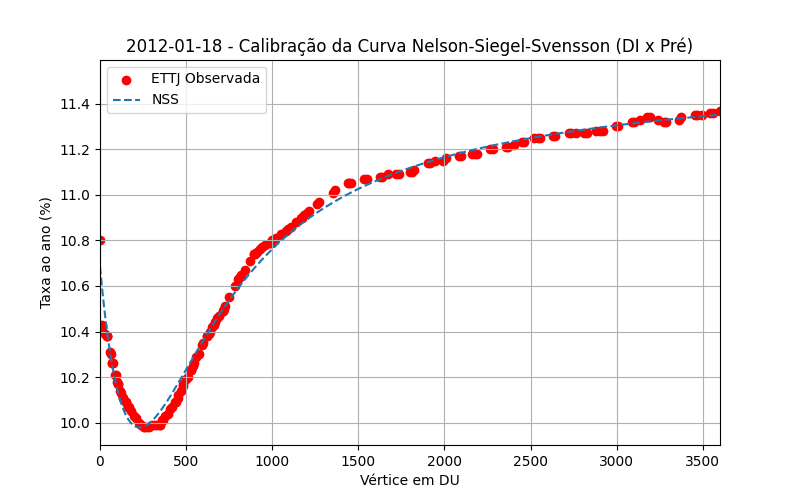 2012-01-18 - Calibração da Curva Nelson-Siegel-Svensson (DI x Pré)
ETTJ Observada
NSS
Taxa ao ano (%)
11.4
11.2
11.0
10.8
10.6
10.4
10.2
10.0
0 500 1000 1500 2000 2500 3000 3500
Vértice em DU